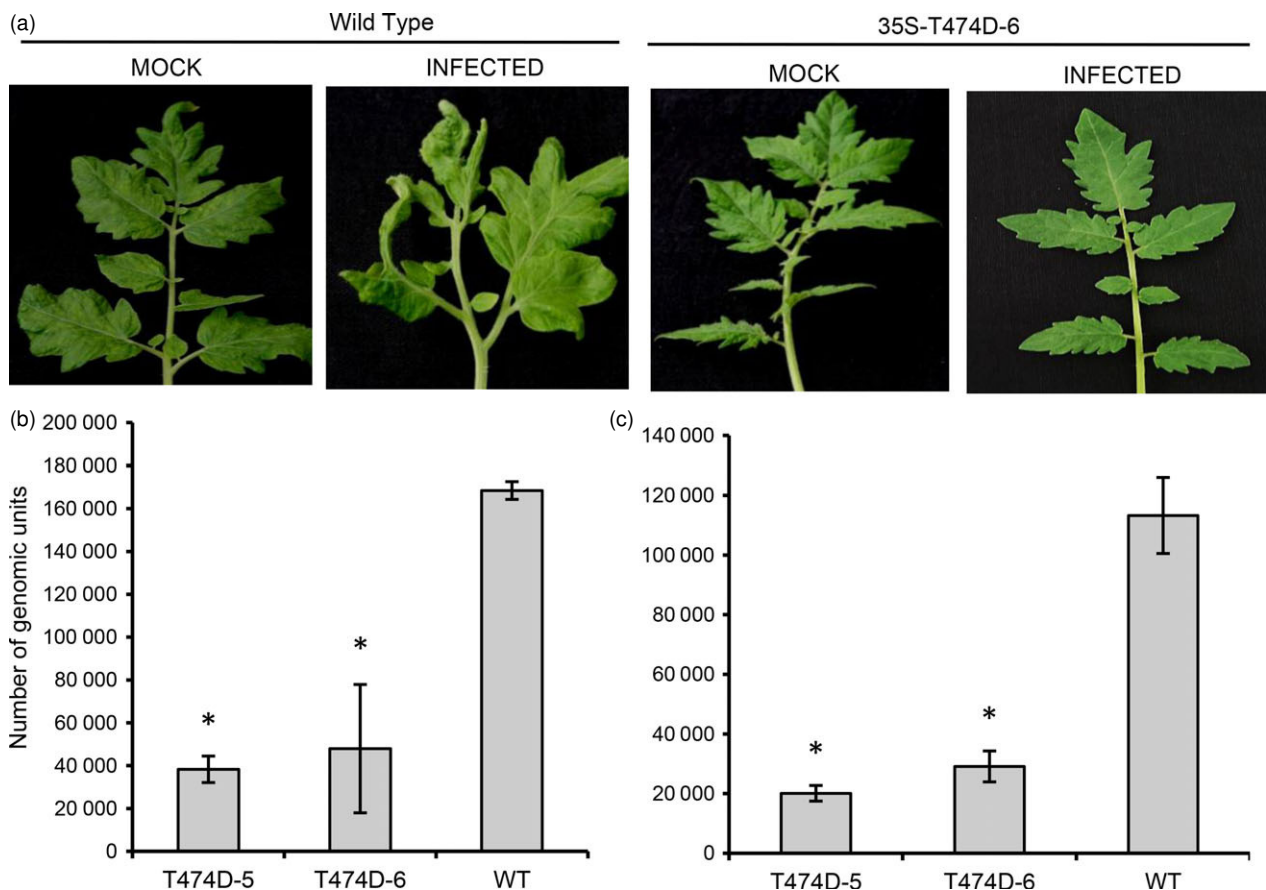 (a)
Wild Type
35S-T474D-6
MOCK
INFECTED
MOCK
INFECTED
(b)
Number of genomic units
200 000
180 000
160 000
140 000
120 000
100 000
80 000
60 000
40 000
20 000
0
*
*
T474D-5
T474D-6
WT
(c)
140 000
120 000
100 000
80 000
60 000
40 000
20 000
0
*
*
T474D-5
T474D-6
WT